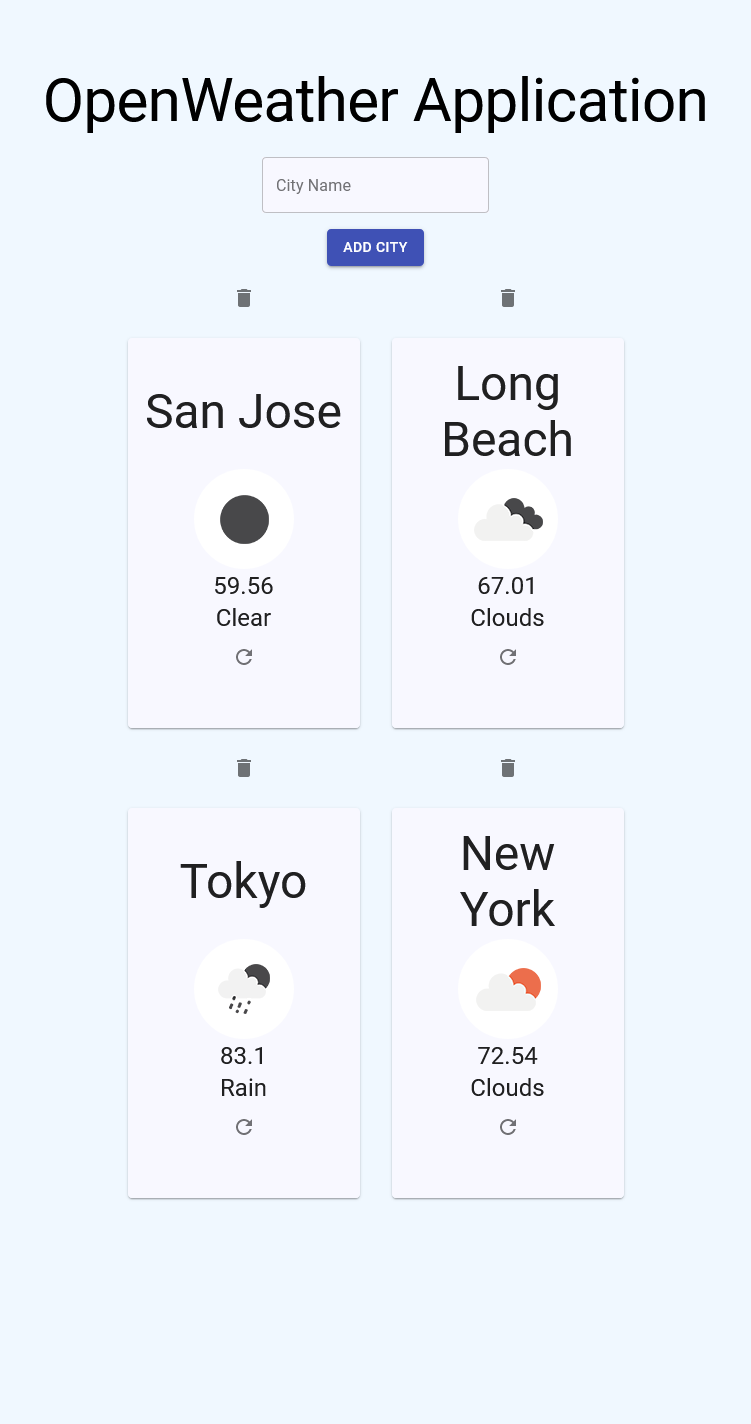 OpenWeather Application
City Name
ADD CITY
San Jose
59.56
Clear
Long
Beach
67.01
Clouds
Tokyo
83.1
Rain
New
York
72.54
Clouds